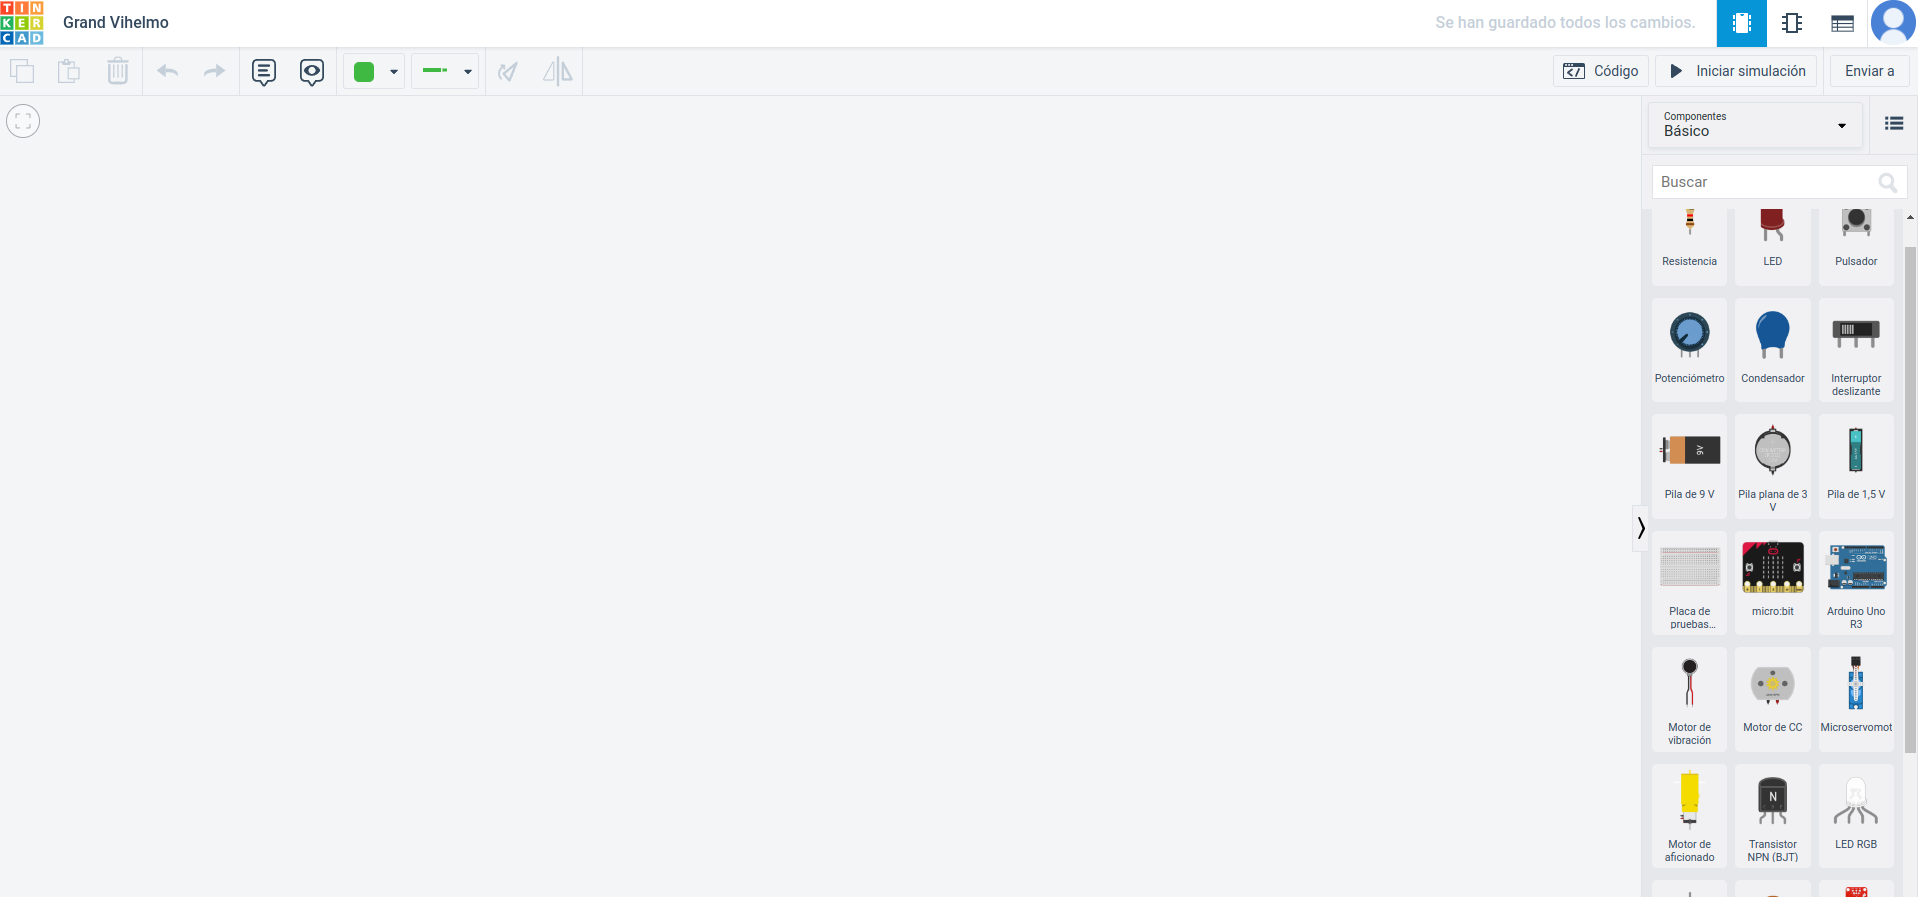 TIN
KER
CAD
Grand Vihelmo
Se han guardado todos los cambios.
Código
Iniciar simulación
Enviar a
Componentes
Básico
Buscar
Resistencia
LED
Pulsador
Potenciómetro
Condensador
Interruptor
deslizante
9V
Pila de 9 V
Pila plana de 3
V
Pila de 1,5 V
Placa de
pruebas...
micro:bit
Arduino Uno
R3
Motor de
vibración
Motor de CC
Microservomot
Motor de
aficionado
N
Transistor
NPN (BJT)
LED RGB